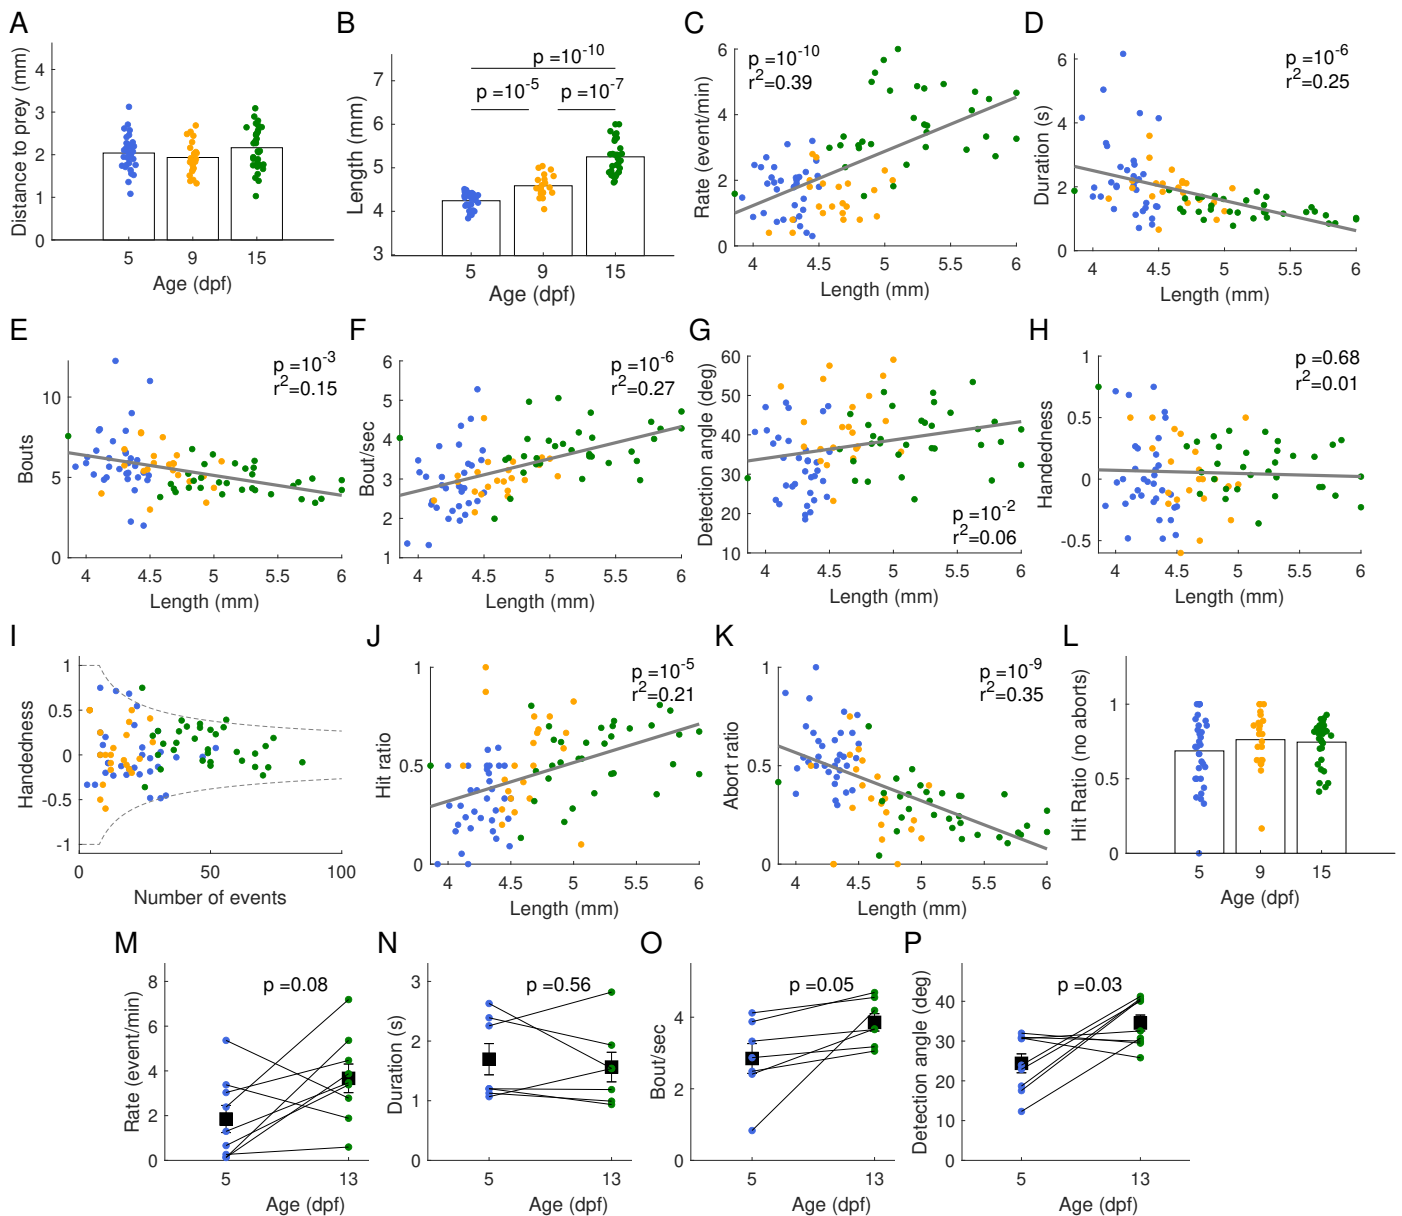 A
Distance to prey (mm)
4
3
2
1
0
5 9 15
Age (dpf)
B
Length (mm)
7
6
5
4
3
p =10-10
p =10-5 p =10-7
5 9 15
Age (dpf)
C
Rate (event/min)
6
4
2
0
p =10-10
r2=0.39
4 4.5 5 5.5 6
Length (mm)
D
Duration (s)
6
4
2
0
p =10-6
r2=0.25
4 4.5 5 5.5 6
Length (mm)
E
Bouts
10
5
0
p =10-3
r2=0.15
4 4.5 5 5.5 6
Length (mm)
F
Bout/sec
6
5
4
3
2
1
p =10-6
r2=0.27
4 4.5 5 5.5 6
Length (mm)
G
Detection angle (deg)
60
50
40
30
20
10
p =10-2
r2=0.06
4 4.5 5 5.5 6
Length (mm)
H
Handedness
1
0.5
0
-0.5
p =0.68
r2=0.01
4 4.5 5 5.5 6
Length (mm)
I
Handedness
1
0.5
0
-0.5
-1
0 50 100
Number of events
J
Hit ratio
1
0.5
0
p =10-5
r2=0.21
4 4.5 5 5.5 6
Length (mm)
K
Abort ratio
1
0.5
0
p =10-9
r2=0.35
4 4.5 5 5.5 6
Length (mm)
L
Hit Ratio (no aborts)
1
0.5
0
5 9 15
Age (dpf)
M
Rate (event/min)
8
6
4
2
0
p =0.08
5 13
Age (dpf)
N
Duration (s)
3
2
1
0
p =0.56
5 13
Age (dpf)
O
Bout/sec
4
2
0
p =0.05
5 13
Age (dpf)
P
Detection angle (deg)
40
30
20
10
0
p =0.03
5 13
Age (dpf)